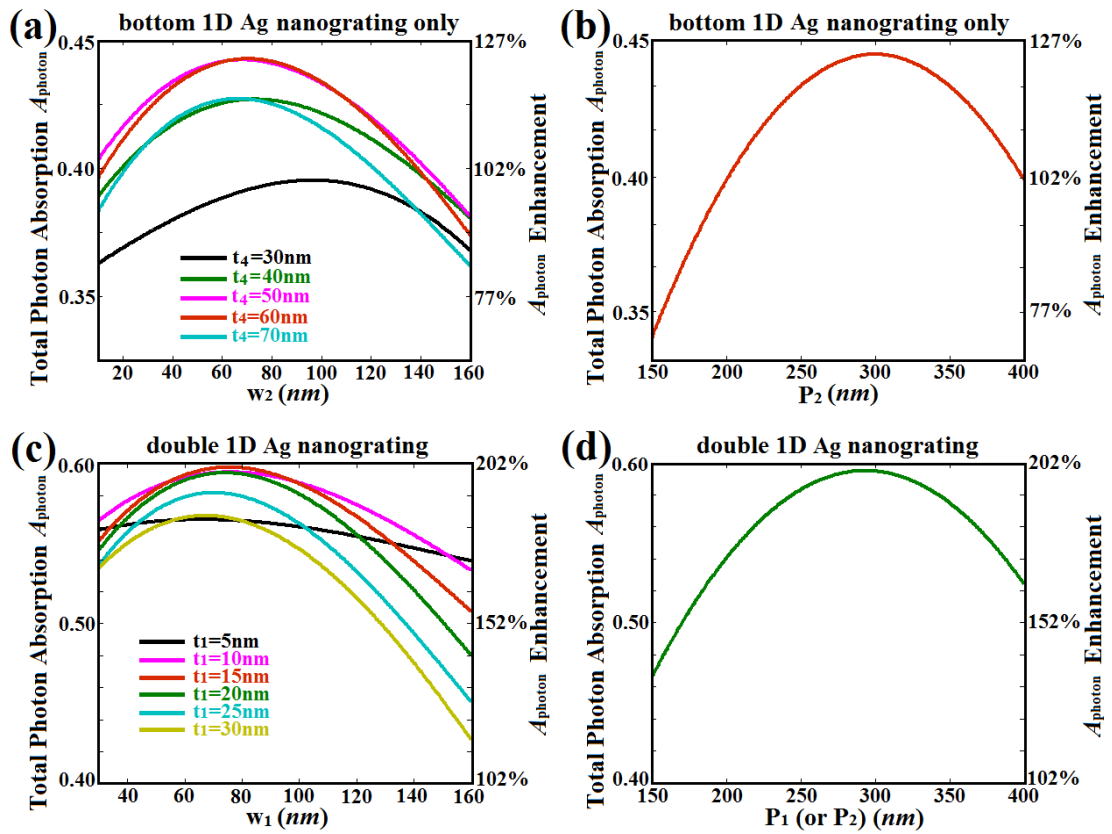 (a)
bottom 1D Ag nanograting only
Total Photon Absorption Aphoton
0.45
0.40
0.35
127%
102%
77%
Aphoton Enhancement
t4=30nm
t4=40nm
t4=50nm
t4=60nm
t4=70nm
20 40 60 80 100 120 140 160
w2 (nm)
(b)
bottom 1D Ag nanograting only
Total Photon Absorption Aphoton
0.45
0.40
0.35
127%
102%
77%
Aphoton Enhancement
150 200 250 300 350 400
P2 (nm)
(c)
double 1D Ag nanograting
Total Photon Absorption Aphoton
0.60
0.50
0.40
202%
152%
102%
Aphoton Enhancement
t1=5nm
t1=10nm
t1=15nm
t1=20nm
t1=25nm
t1=30nm
40 60 80 100 120 140 160
w1 (nm)
(d)
double 1D Ag nanograting
Total Photon Absorption Aphoton
0.60
0.50
0.40
202%
152%
102%
Aphoton Enhancement
150 200 250 300 350 400
P1 (or P2) (nm)